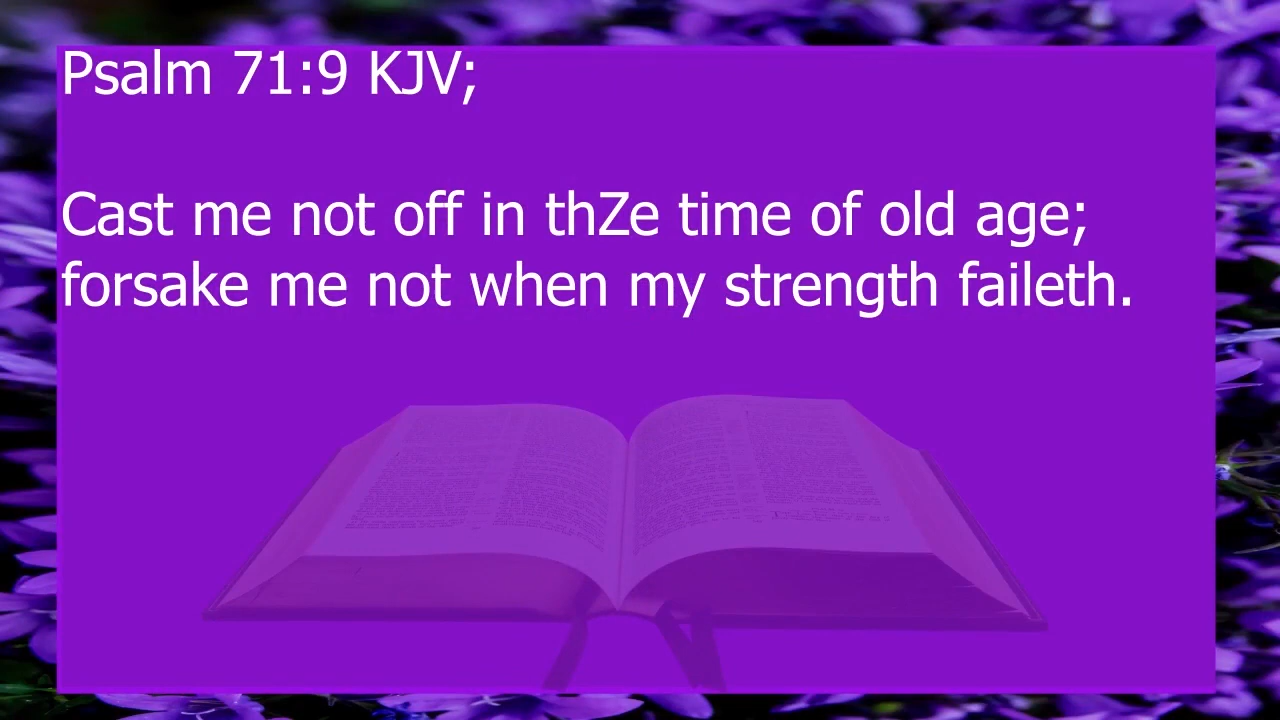 Psalm 71:9 KJV;
Cast me not off in thZe time of old age;
forsake me not when my strength faileth.